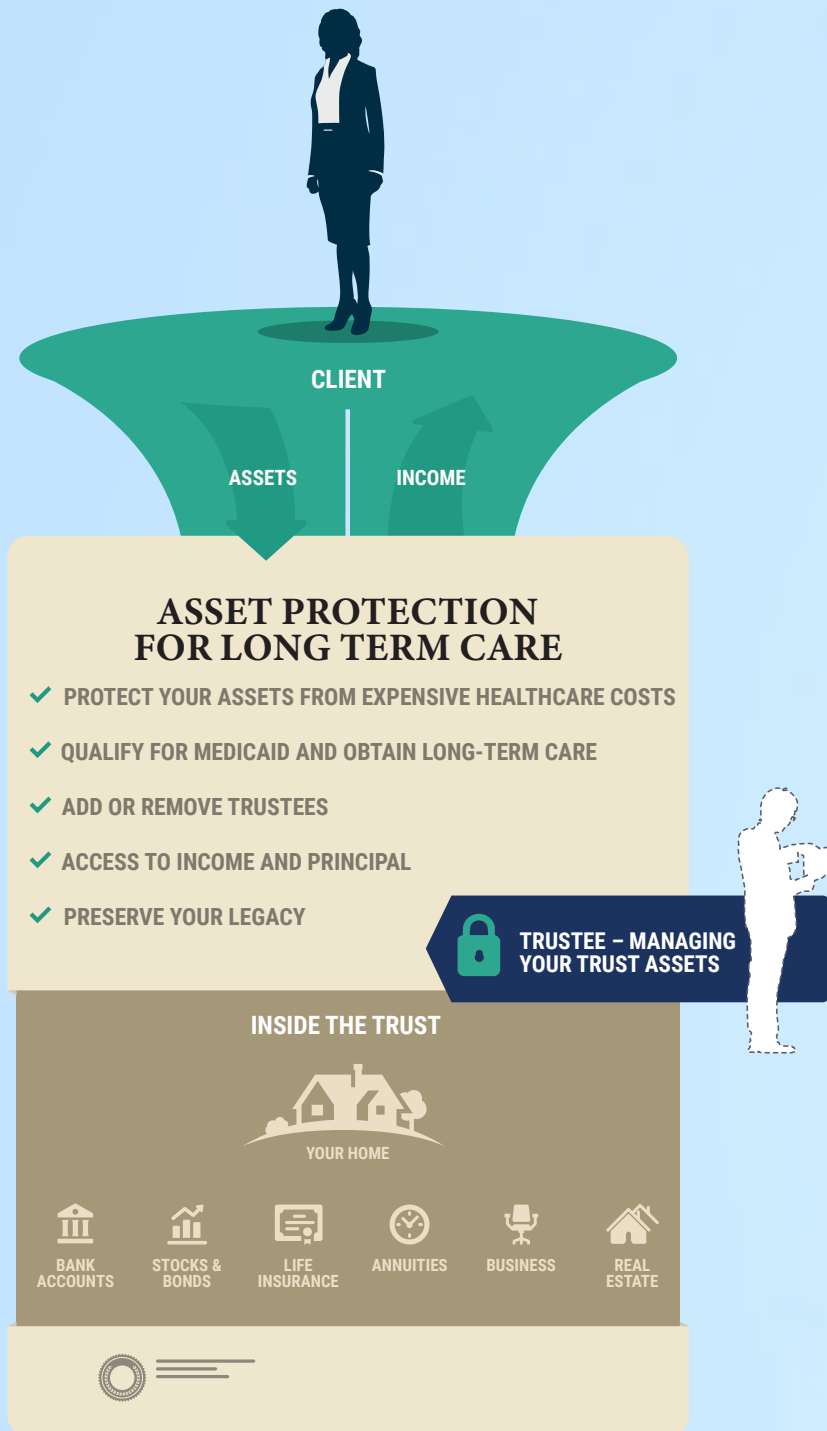 CLIENT
ASSETS
INCOME
ASSET PROTECTION
FOR LONG TERM CARE
PROTECT YOUR ASSETS FROM EXPENSIVE HEALTHCARE COSTS
QUALIFY FOR MEDICAID AND OBTAIN LONG-TERM CARE
ADD OR REMOVE TRUSTEES
ACCESS TO INCOME AND PRINCIPAL
PRESERVE YOUR LEGACY
TRUSTEE – MANAGING
YOUR TRUST ASSETS
INSIDE THE TRUST
YOUR HOME
BANK
ACCOUNTS
STOCKS &
BONDS
LIFE
INSURANCE
ANNUITIES
BUSINESS
REAL
ESTATE